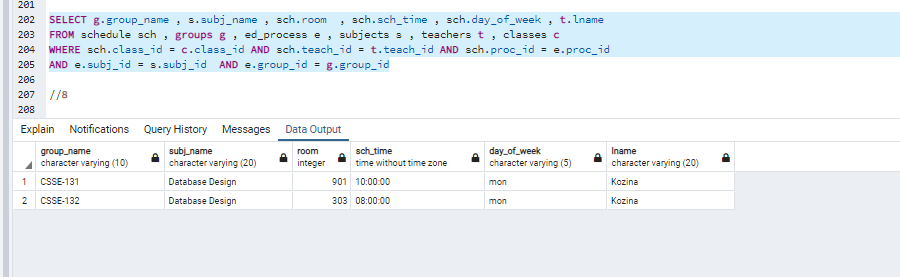 201
202 SELECT g.group_name , s.subj_name , sch.room  , sch.sch_time , sch.day_of_week , t.lname
203 FROM schedule sch , groups g , ed_process e , subjects s , teachers t , classes c
204 WHERE sch.class_id = c.class_id AND sch.teach_id = t.teach_id AND sch.proc_id = e.proc_id
205 AND e.subj_id = s.subj_id  AND e.group_id = g.group_id
206
207 //8
208
Explain Notifications Query History Messages Data Output
group_name subj_name room sch_time day_of_week lname
character varying (10) character varying (20) integer time without time zone character varying (5) character varying (20)
1 CSSE-131 Database Design 901 10:00:00 mon Kozina
2 CSSE-132 Database Design 303 08:00:00 mon Kozina